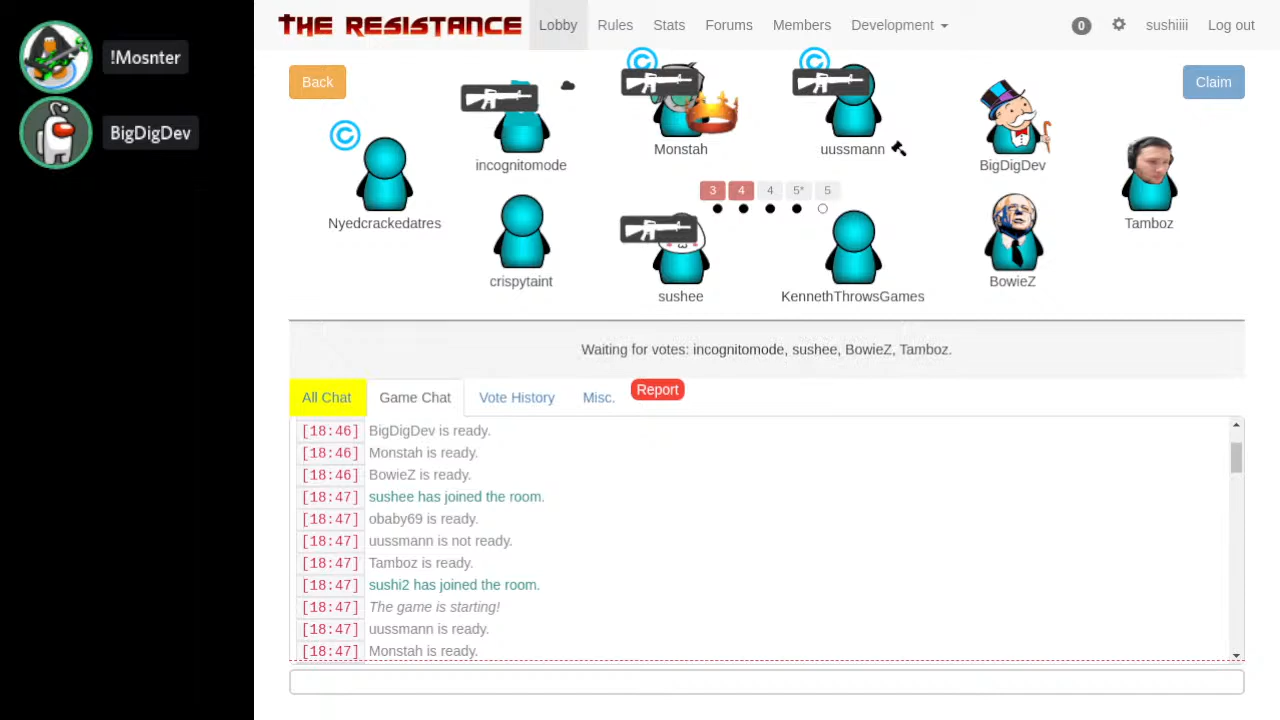 !Mosnter
BigDigDev
THE RESISTANCE
Lobby Rules Stats Forums Members Development 0 sushiiii Log out
Back
Claim
Nyedcrackedatres
incognitomode
Monstah
uussmann
BigDigDev
Tamboz
3 4 4 5* 5
crispytaint
sushee
KennethThrowsGames
BowieZ
Waiting for votes: incognitomode, sushee, BowieZ, Tamboz.
All Chat Game Chat Vote History Misc. Report
[18:46] BigDigDev is ready.
[18:46] Monstah is ready.
[18:46] BowieZ is ready.
[18:47] sushee has joined the room.
[18:47] obaby69 is ready.
[18:47] uussmann is not ready.
[18:47] Tamboz is ready.
[18:47] sushi2 has joined the room.
[18:47] The game is starting!
[18:47] uussmann is ready.
[18:47] Monstah is ready.